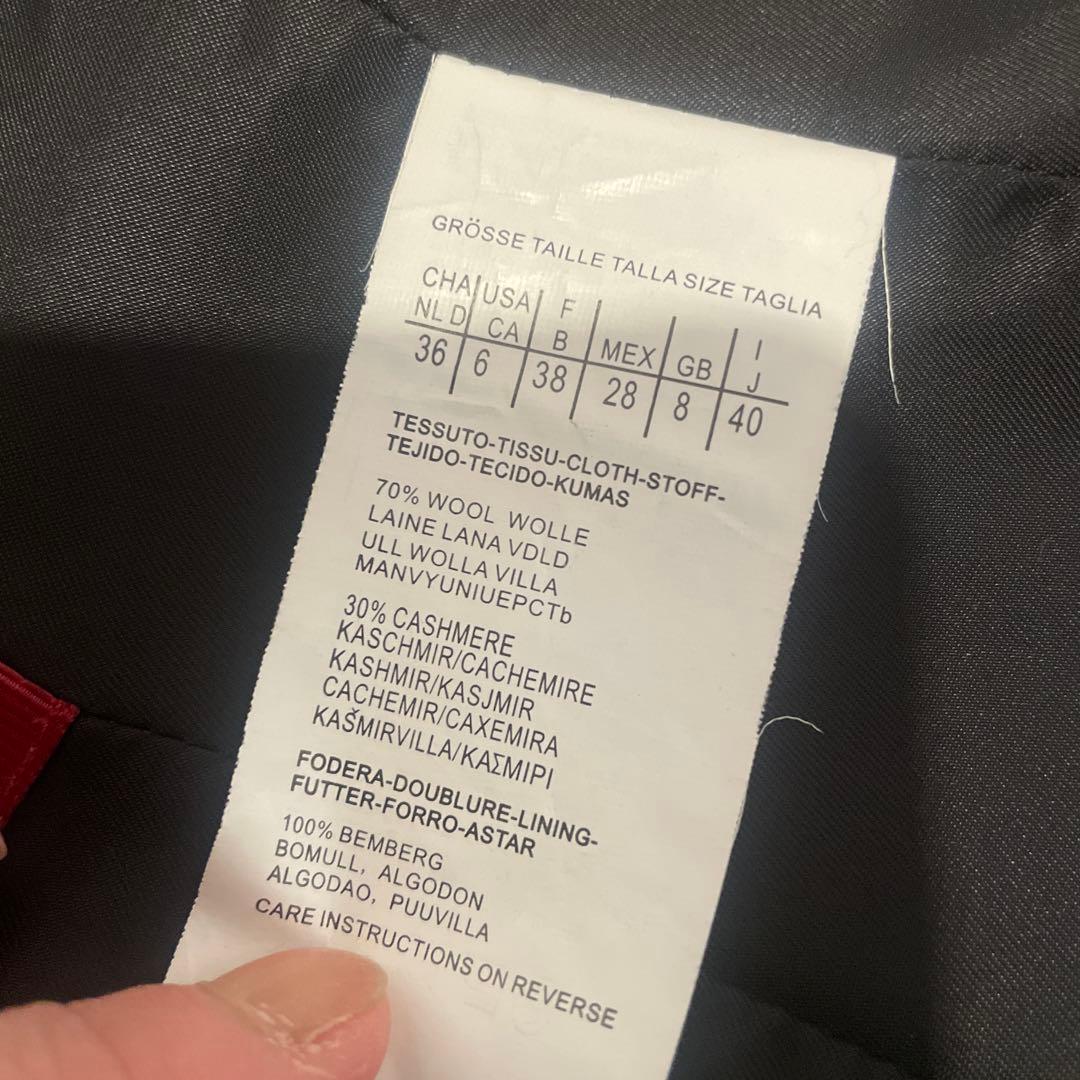 GRÖSSE TAILLE TALLA SIZE TAGLIA
CHA USA F MEX GB I
NL D CA B J
36 6 38 28 8 40
TESSUTO-TISSU-CLOTH-STOFF-
TEJIDO-TECIDO-KUMAS
70% WOOL WOLLE
LAINE LANA VDLD
ULL WOLLA VILLA
MANVYUNIUEPCTb
30% CASHMERE
KASCHMIR/CACHEMIRE
KASHMIR/KASJMIR
CACHEMIR/CAXEMIRA
KAŠMIRVILLA/KAΣMIPI
FODERA-DOUBLURE-LINING-
FUTTER-FORRO-ASTAR
100% BEMBERG
BOMULL, ALGODON
ALGODAO, PUUVILLA
CARE INSTRUCTIONS ON REVERSE